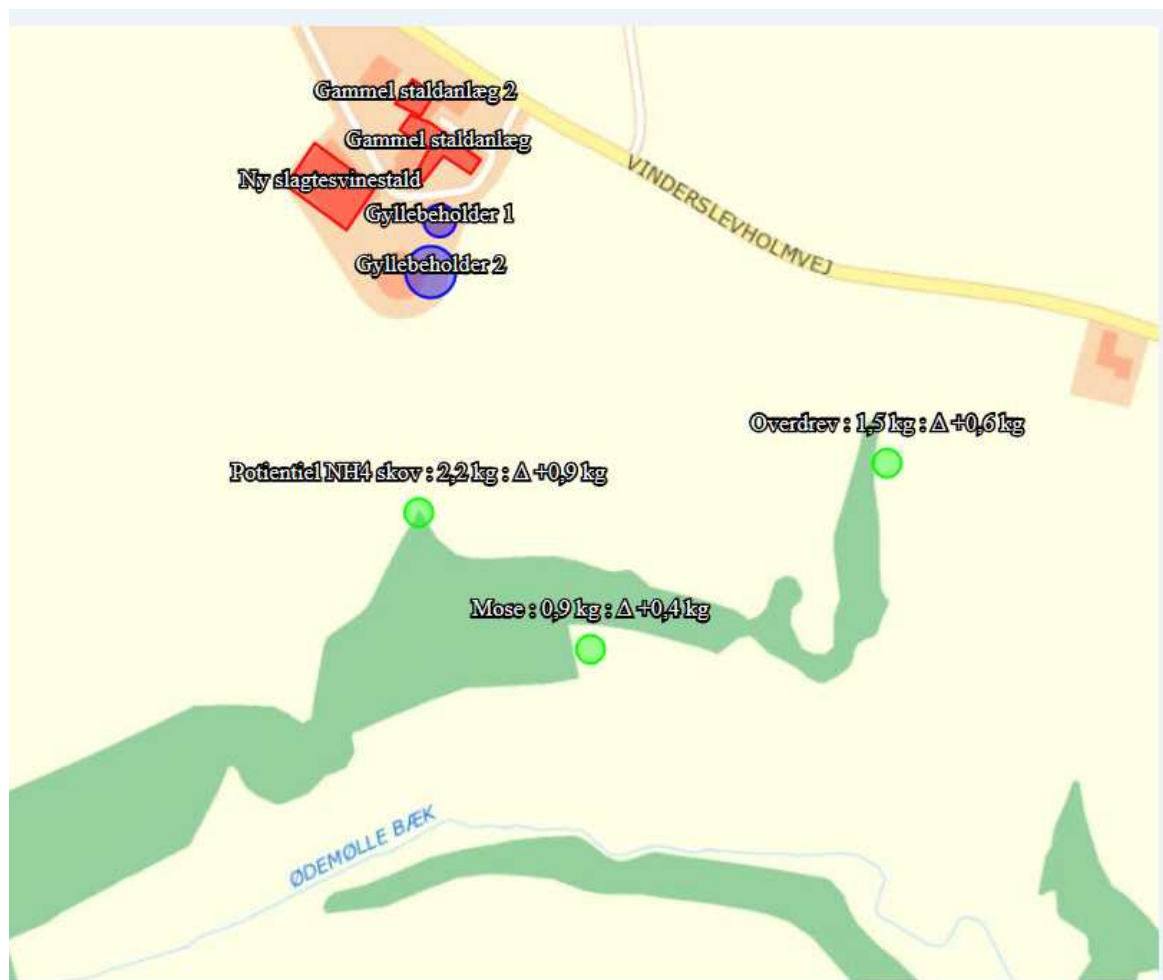 Gammel staldanlæg 2
Gammel staldanlæg
Ny slagtesvinestald
Gyllebeholder 1
Gyllebeholder 2
VINDERSLEVHOLMVEJ
Overdrev : 1,5 kg : Δ +0,6 kg
Potientiel NH4 skov : 2,2 kg : Δ +0,9 kg
Mose : 0,9 kg : Δ +0,4 kg
ØDEMØLLE BÆK